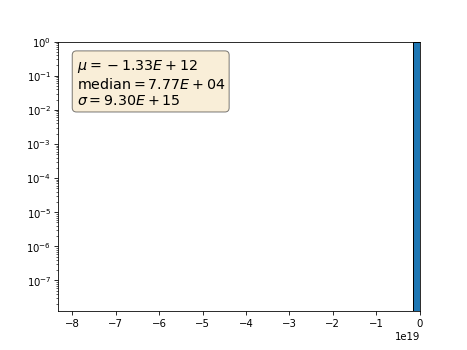 μ = −1.33E + 12
median = 7.77E + 04
σ = 9.30E + 15
10⁰
10⁻¹
10⁻²
10⁻³
10⁻⁴
10⁻⁵
10⁻⁶
10⁻⁷
−8 −7 −6 −5 −4 −3 −2 −1 0
1e19